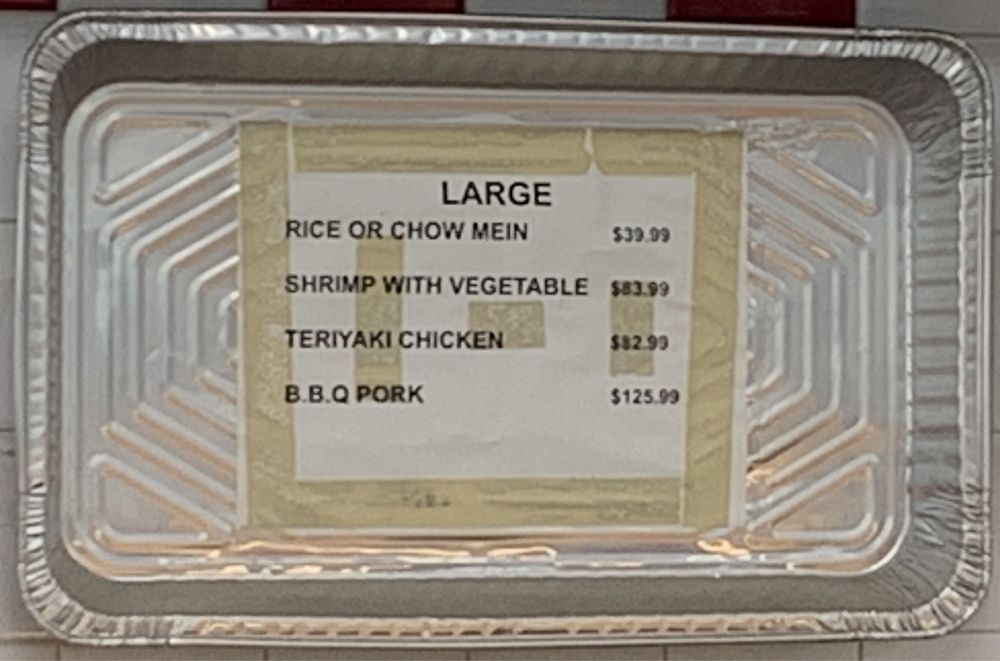 LARGE
RICE OR CHOW MEIN $39.99
SHRIMP WITH VEGETABLE $83.99
TERIYAKI CHICKEN $82.99
B.B.Q PORK $125.99